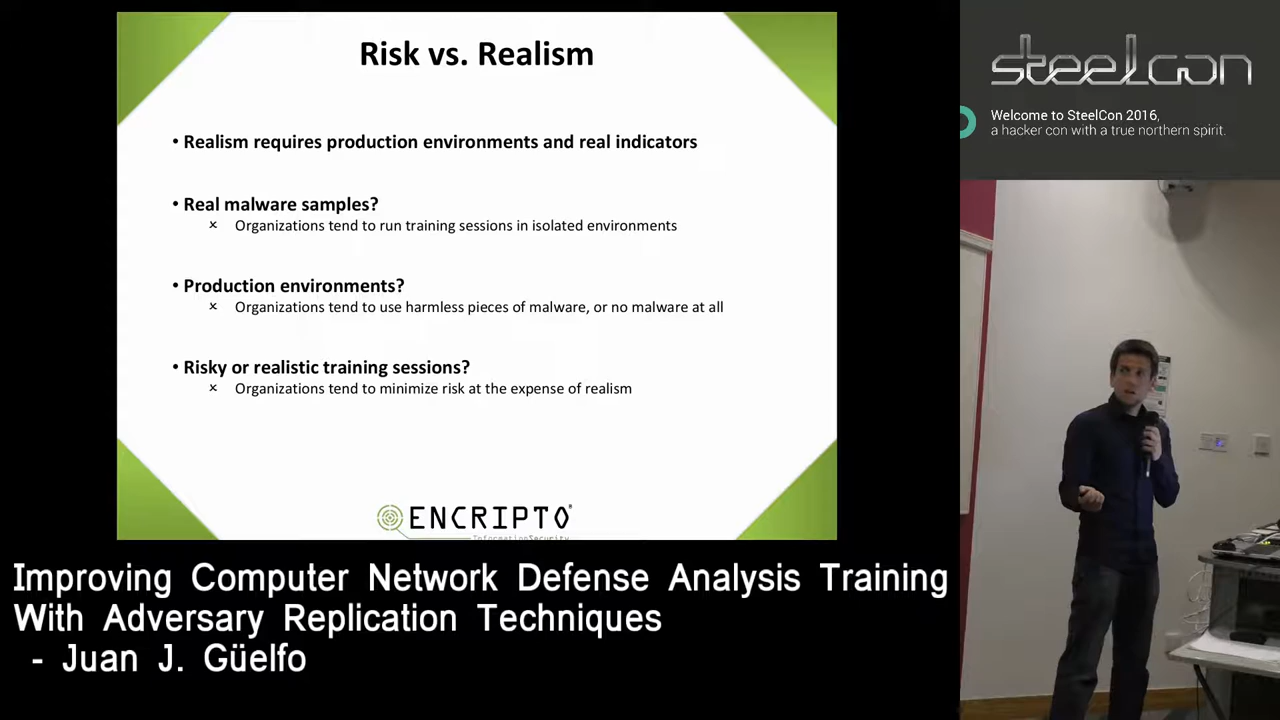 Risk vs. Realism
• Realism requires production environments and real indicators
• Real malware samples?
× Organizations tend to run training sessions in isolated environments
• Production environments?
× Organizations tend to use harmless pieces of malware, or no malware at all
• Risky or realistic training sessions?
× Organizations tend to minimize risk at the expense of realism
ENCRIPTO
InformationSecurity
steelcon
Welcome to SteelCon 2016,
a hacker con with a true northern spirit.
Improving Computer Network Defense Analysis Training
With Adversary Replication Techniques
- Juan J. Güelfo